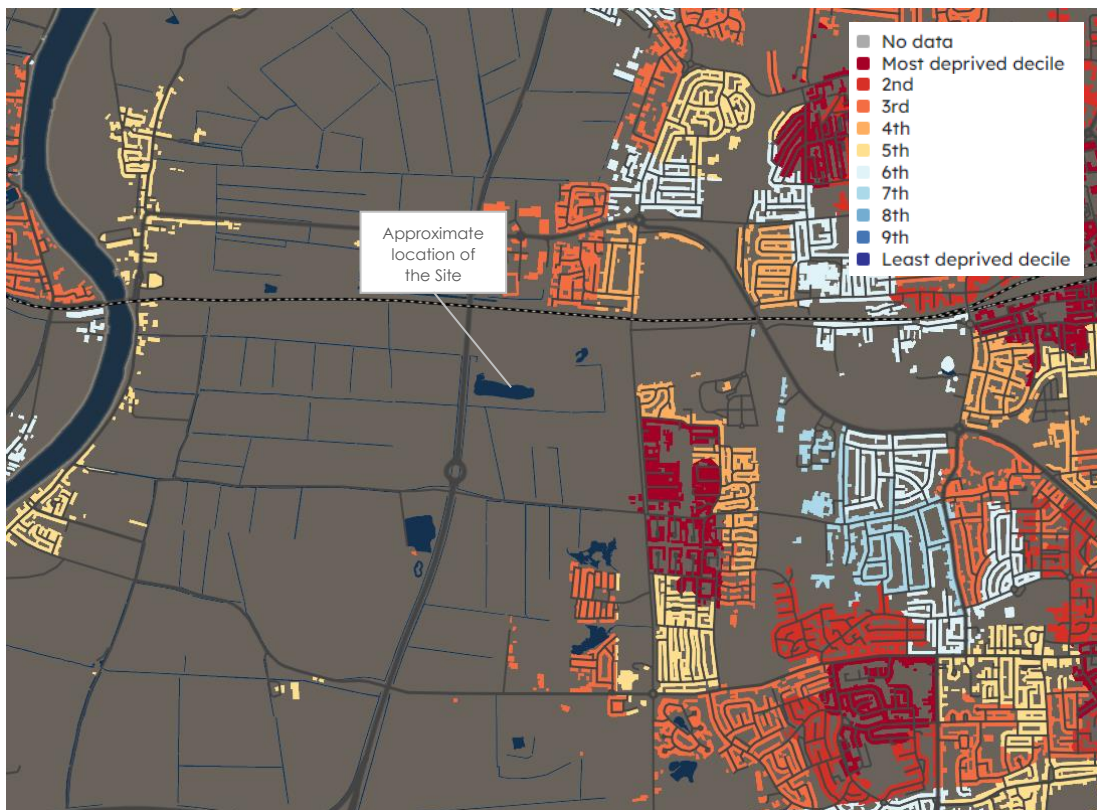 No data
Most deprived decile
2nd
3rd
4th
5th
6th
7th
8th
9th
Least deprived decile
Approximate
location of
the Site